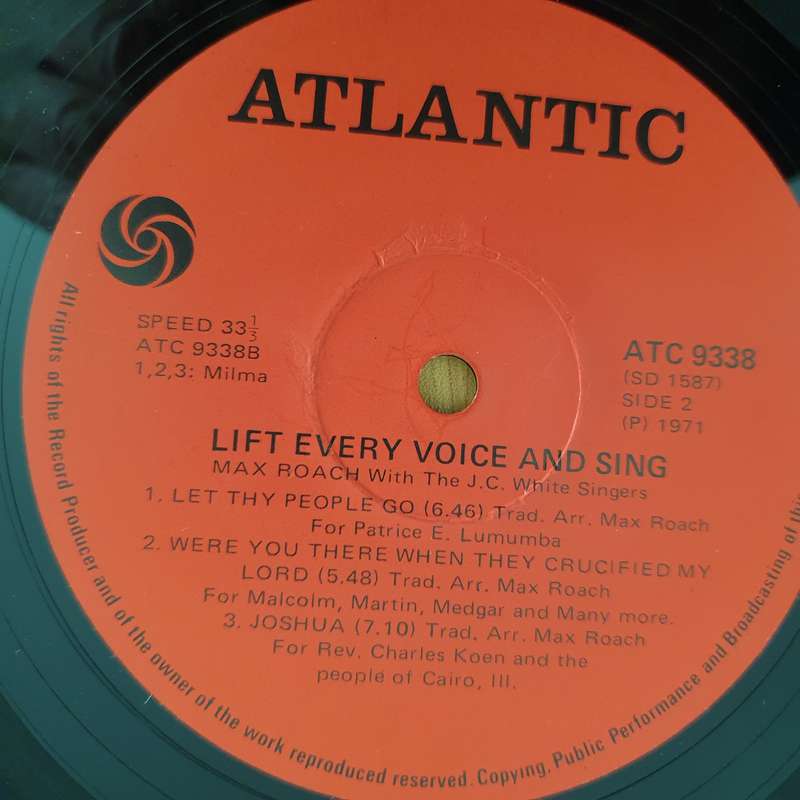 ATLANTIC
SPEED 33⅓
ATC 9338B
1,2,3: Milma
ATC 9338
(SD 1587)
SIDE 2
(P) 1971
LIFT EVERY VOICE AND SING
MAX ROACH With The J.C. White Singers
1. LET THY PEOPLE GO (6.46) Trad. Arr. Max Roach
For Patrice E. Lumumba
2. WERE YOU THERE WHEN THEY CRUCIFIED MY
LORD (5.48) Trad. Arr. Max Roach
For Malcolm, Martin, Medgar and Many more.
3. JOSHUA (7.10) Trad. Arr. Max Roach
For Rev. Charles Koen and the
people of Cairo, III.
All rights of the Record Producer and of the owner of the work reproduced reserved. Copying, Public Performance and Broadcasting of